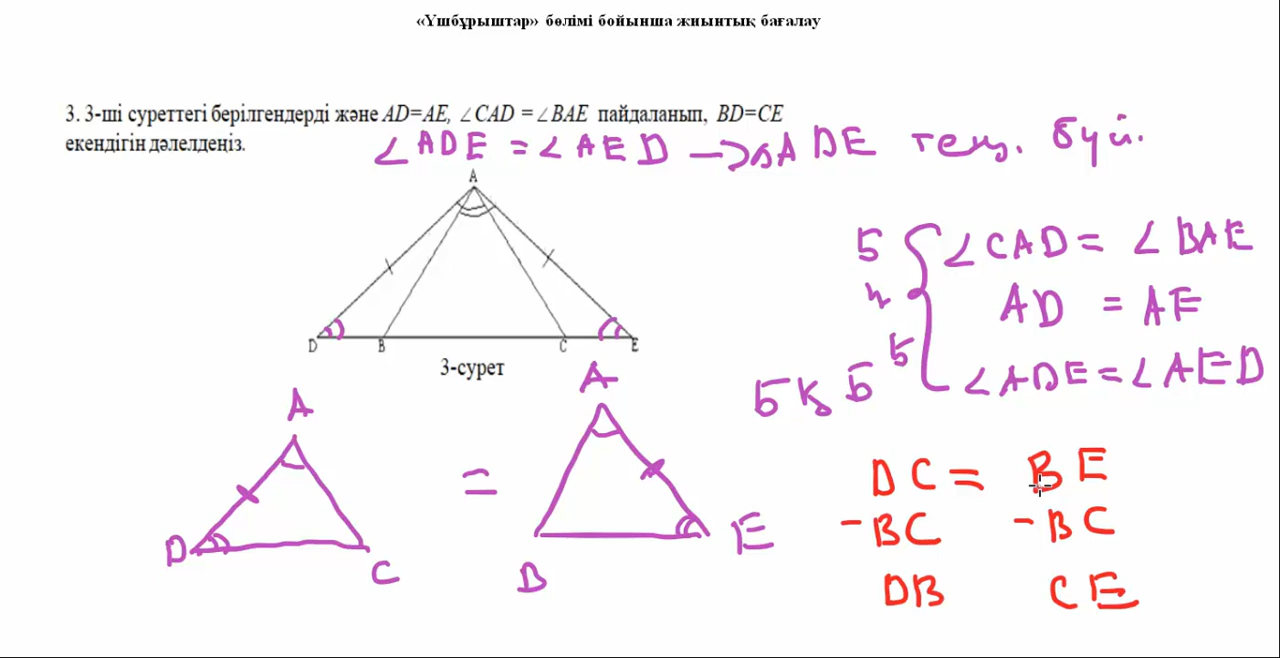 «Үшбұрыштар» бөлімі бойынша жиынтық бағалау
3. 3-ші суреттегі берілгендерді және AD=AE, ∠CAD = ∠BAE пайдаланып, BD=CE
екендігін дәлелдеңіз.
∠ADE = ∠AED → △ADE тең. бүй.
A
D B C E
3-сурет
Б ∠CAD = ∠BAE
AD = AE
Б ∠ADE = ∠AED
БҚБ
A
D
C
=
A
B
E
DC = BE
-BC -BC
DB CE